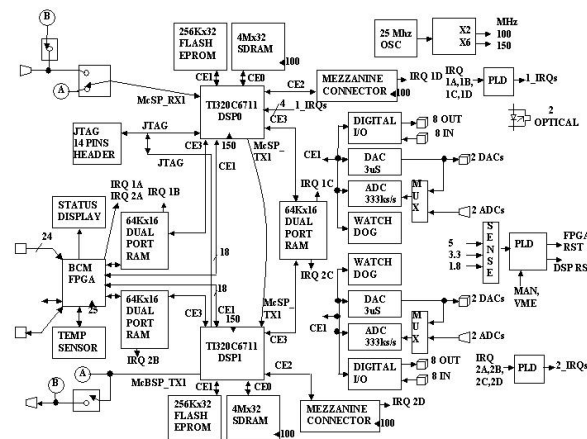 B
A
256Kx32
FLASH
EPROM
4Mx32
SDRAM
100
CE1
CE0
McSP_RX1
TI320C6711
DSP0
150
CE2
MEZZANINE
CONNECTOR
100
IRQ 1D
4
1_IRQs
CE3
25 Mhz
OSC
X2
X6
MHz
100
150
IRQ
1A,1B,
1C,1D
PLD
1_IRQs
2
OPTICAL
JTAG
14 PINS
HEADER
JTAG
JTAG
CE3
CE1
McSP_
TX1
DIGITAL
I/O
8 OUT
8 IN
CE1
DAC
3uS
2 DACs
ADC
333ks/s
MUX
2 ADCs
WATCH
DOG
IRQ 1A
IRQ 2A
IRQ 1B
STATUS
DISPLAY
64Kx16
DUAL
PORT
RAM
IRQ 1C
64Kx16
DUAL
PORT
RAM
IRQ 2C
24
BCM
FPGA
25
18
18
TEMP
SENSOR
64Kx16
DUAL
PORT
RAM
IRQ 2B
CE3
CE1
150
McSP_
TX1
CE3
5
3.3
1.8
SENSE
PLD
FPGA
RST
DSP RS
MAN,
VME
WATCH
DOG
DAC
3uS
2 DACs
CE1
ADC
333ks/s
MUX
2 ADCs
DIGITAL
I/O
8 OUT
8 IN
IRQ
2A,2B,
2C,2D
PLD
2_IRQs
B
A
McBSP_TX1
TI320C6711
DSP1
CE2
CE1
CE0
256Kx32
FLASH
EPROM
4Mx32
SDRAM
100
MEZZANINE
CONNECTOR
100
IRQ 2D